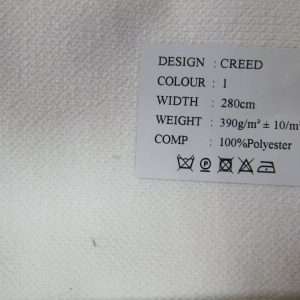 DESIGN : CREED
COLOUR : 1
WIDTH : 280cm
WEIGHT : 390g/m² ± 10/m²
COMP : 100%Polyester